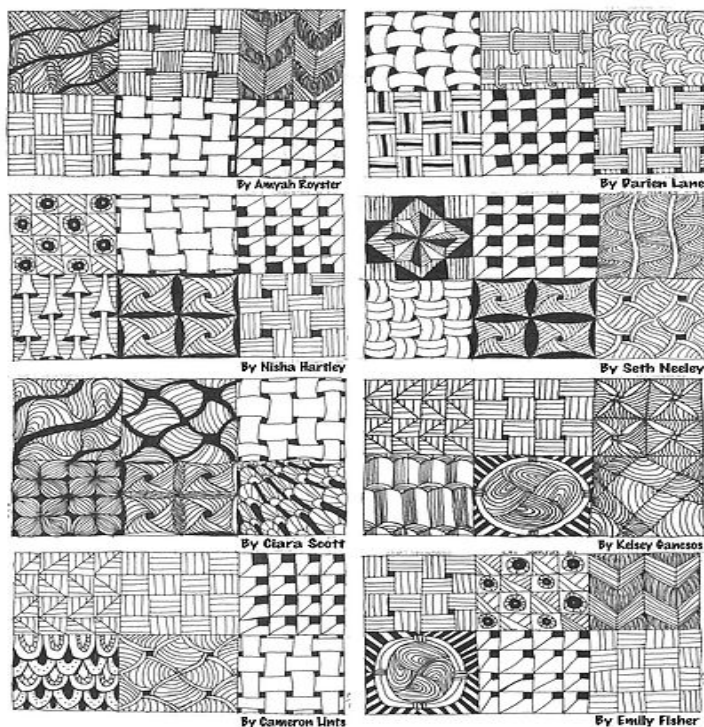 By Amyah Royster
By Darien Lane
By Nisha Hartley
By Seth Neeley
By Ciara Scott
By Kelsey Gancsos
By Cameron Lints
By Emily Fisher